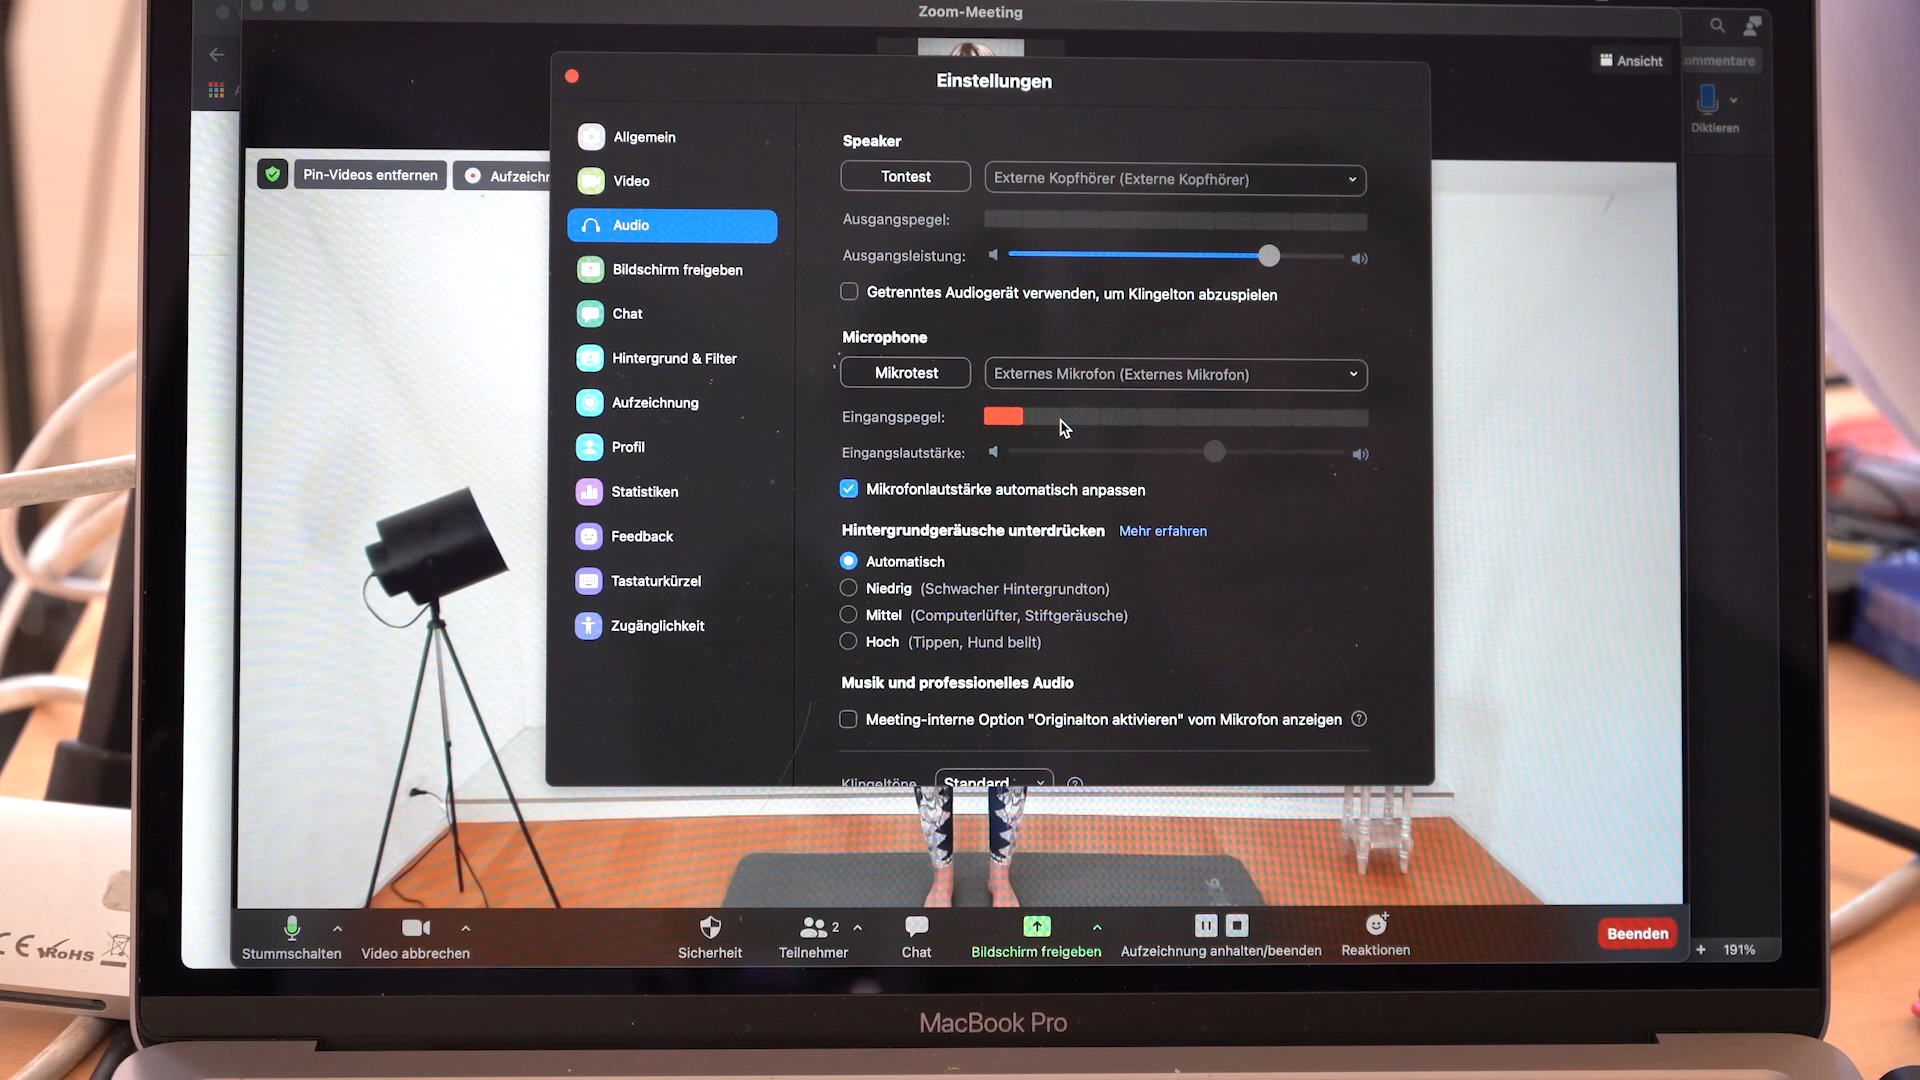 Zoom-Meeting
Ansicht
ommentare
Diktieren
Einstellungen
Pin-Videos entfernen
Aufzeichn
Allgemein
Video
Audio
Bildschirm freigeben
Chat
Hintergrund & Filter
Aufzeichnung
Profil
Statistiken
Feedback
Tastaturkürzel
Zugänglichkeit
Speaker
Tontest
Externe Kopfhörer (Externe Kopfhörer)
Ausgangspegel:
Ausgangsleistung:
Getrenntes Audiogerät verwenden, um Klingelton abzuspielen
Microphone
Mikrotest
Externes Mikrofon (Externes Mikrofon)
Eingangspegel:
Eingangslautstärke:
Mikrofonlautstärke automatisch anpassen
Hintergrundgeräusche unterdrücken Mehr erfahren
Automatisch
Niedrig (Schwacher Hintergrundton)
Mittel (Computerlüfter, Stiftgeräusche)
Hoch (Tippen, Hund bellt)
Musik und professionelles Audio
Meeting-interne Option "Originalton aktivieren" vom Mikrofon anzeigen
Klingeltöne Standard
Stummschalten
Video abbrechen
Sicherheit
2
Teilnehmer
Chat
Bildschirm freigeben
Aufzeichnung anhalten/beenden
Reaktionen
Beenden
+ 191%
CE RoHS
MacBook Pro